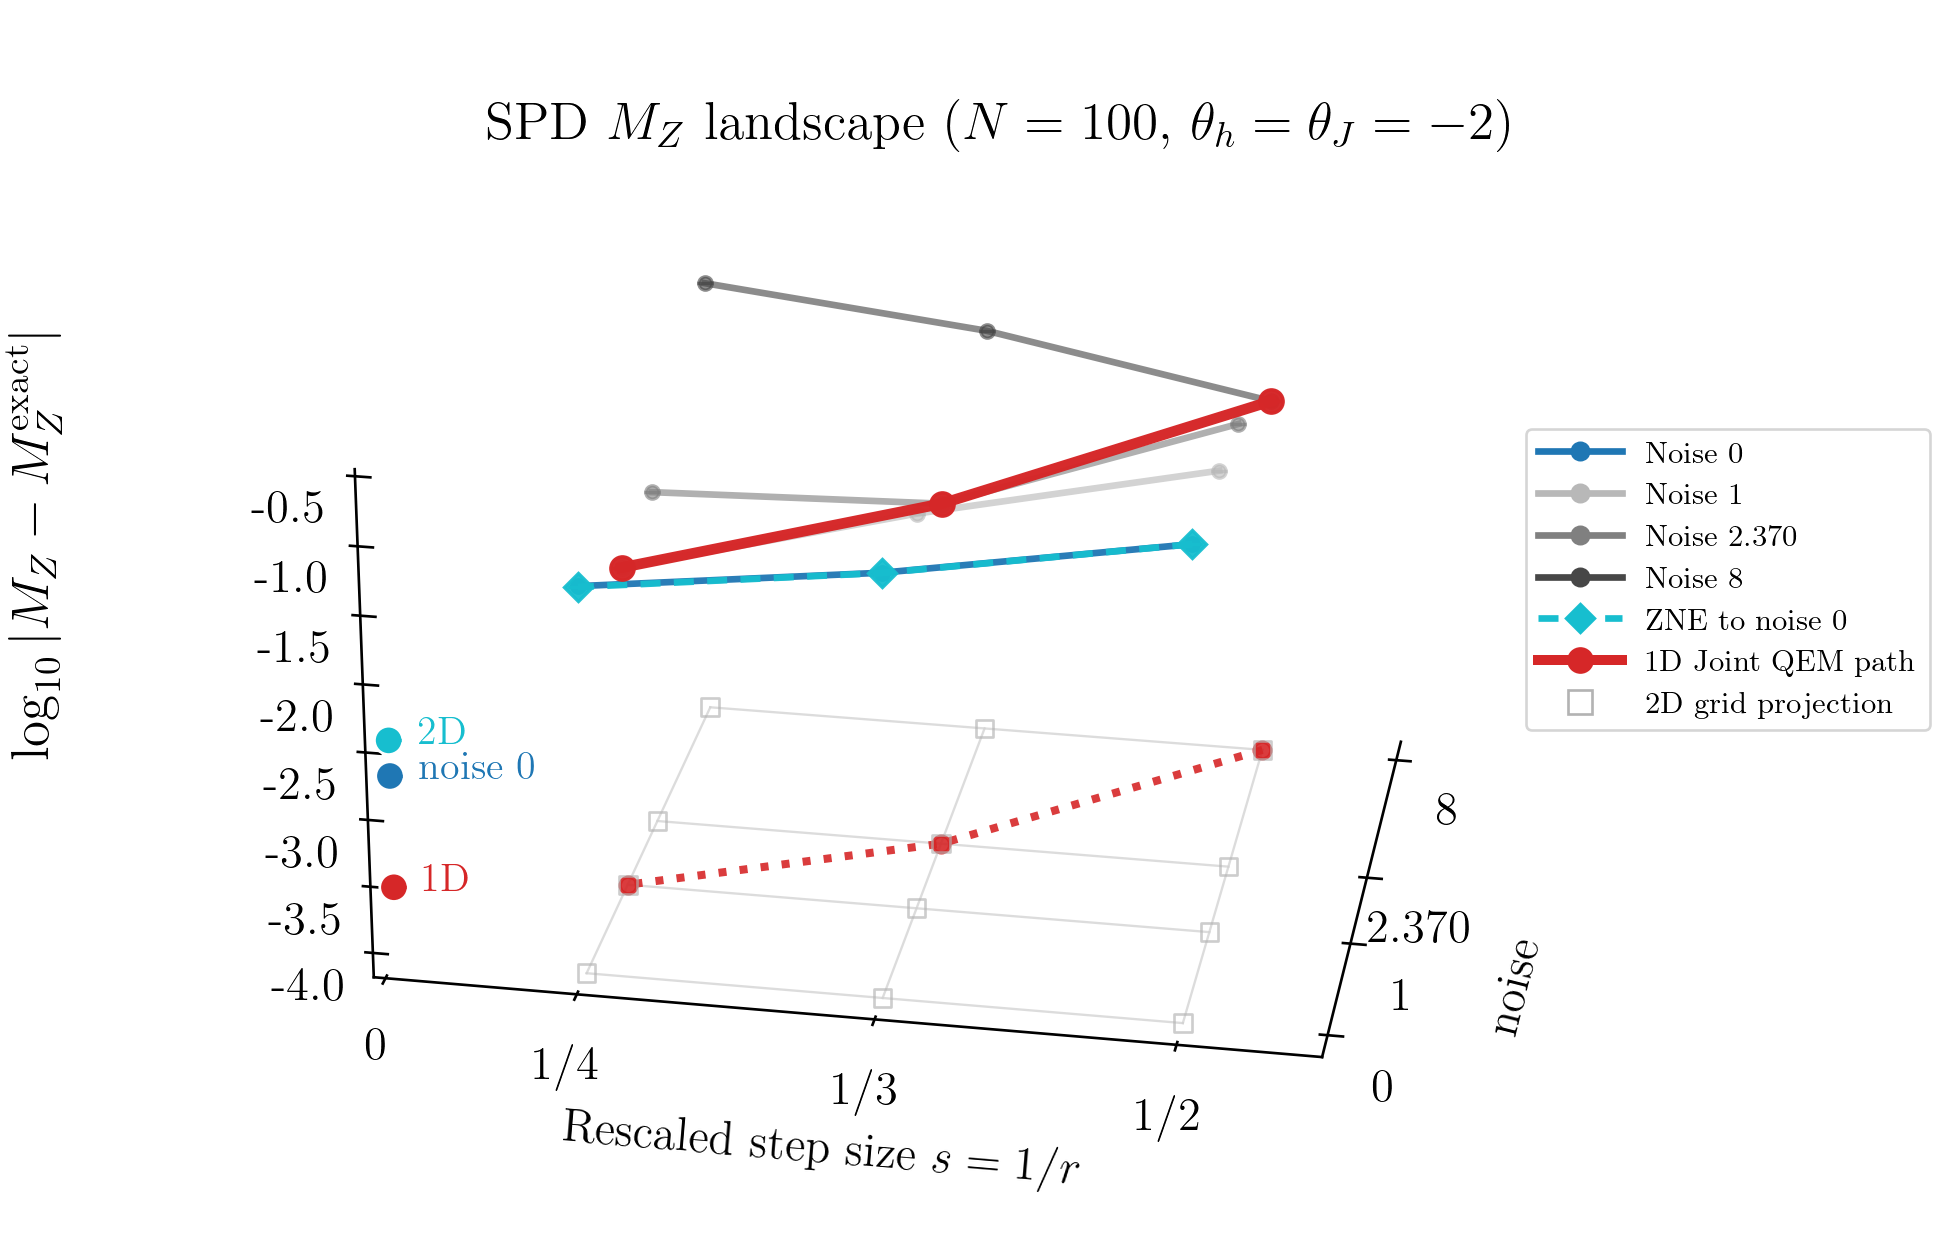 SPD $M_Z$ landscape ($N = 100$, $\theta_h = \theta_J = -2$)
$\log_{10}|M_Z - M_Z^{\mathrm{exact}}|$
-0.5
-1.0
-1.5
-2.0
-2.5
-3.0
-3.5
-4.0
2D
noise 0
1D
0
1/4
1/3
1/2
Rescaled step size $s = 1/r$
8
2.370
1
0
noise
Noise 0
Noise 1
Noise 2.370
Noise 8
ZNE to noise 0
1D Joint QEM path
2D grid projection